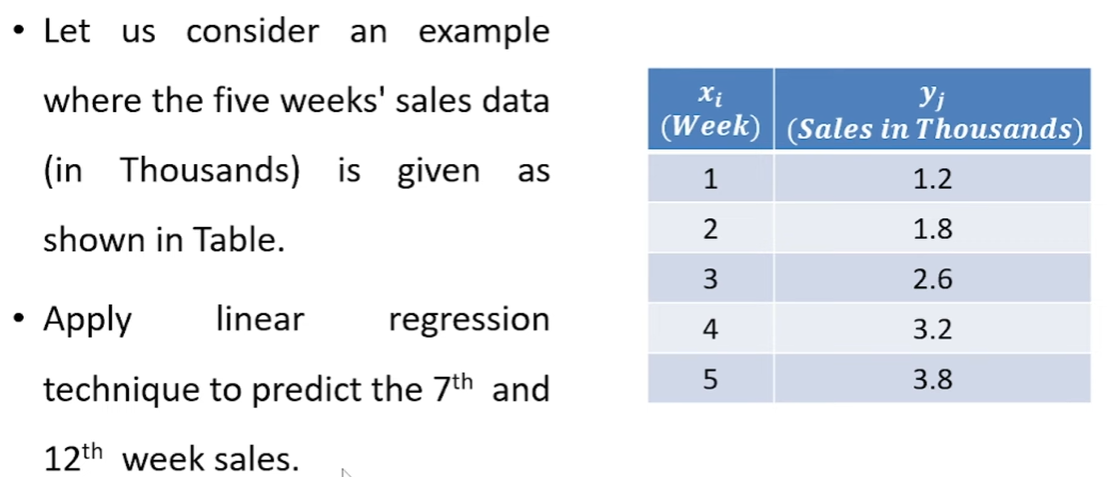 • Let us consider an example
where the five weeks' sales data
(in Thousands) is given as
shown in Table.
• Apply linear regression
technique to predict the 7th and
12th week sales.
xi yj
(Week) (Sales in Thousands)
1 1.2
2 1.8
3 2.6
4 3.2
5 3.8